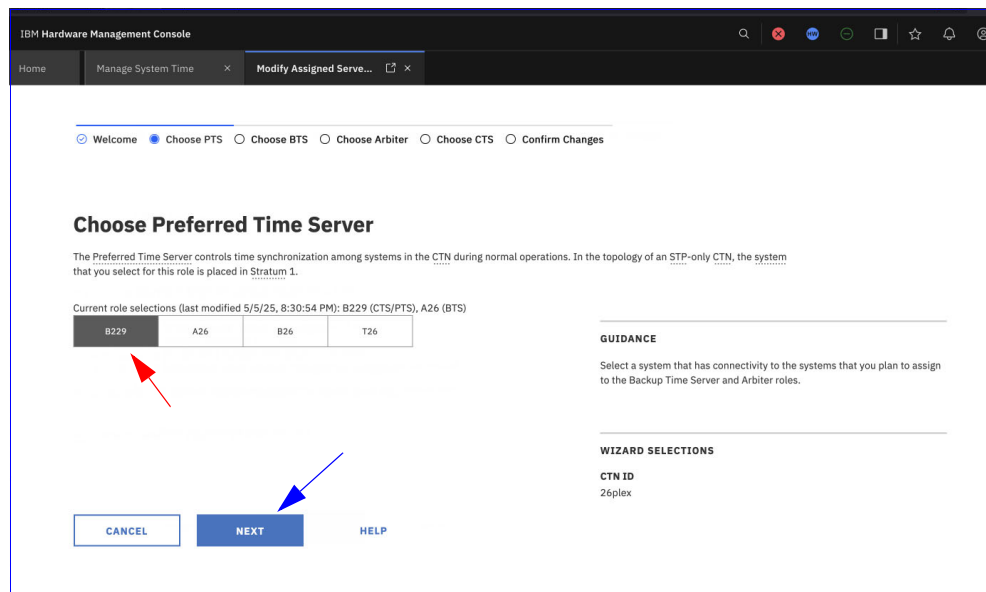 IBM Hardware Management Console
HW
Home
Manage System Time
Modify Assigned Serve...
Welcome
Choose PTS
Choose BTS
Choose Arbiter
Choose CTS
Confirm Changes
Choose Preferred Time Server
The Preferred Time Server controls time synchronization among systems in the CTN during normal operations. In the topology of an STP-only CTN, the system
that you select for this role is placed in Stratum 1.
Current role selections (last modified 5/5/25, 8:30:54 PM): B229 (CTS/PTS), A26 (BTS)
B229
A26
B26
T26
GUIDANCE
Select a system that has connectivity to the systems that you plan to assign
to the Backup Time Server and Arbiter roles.
WIZARD SELECTIONS
CTN ID
26plex
CANCEL
NEXT
HELP